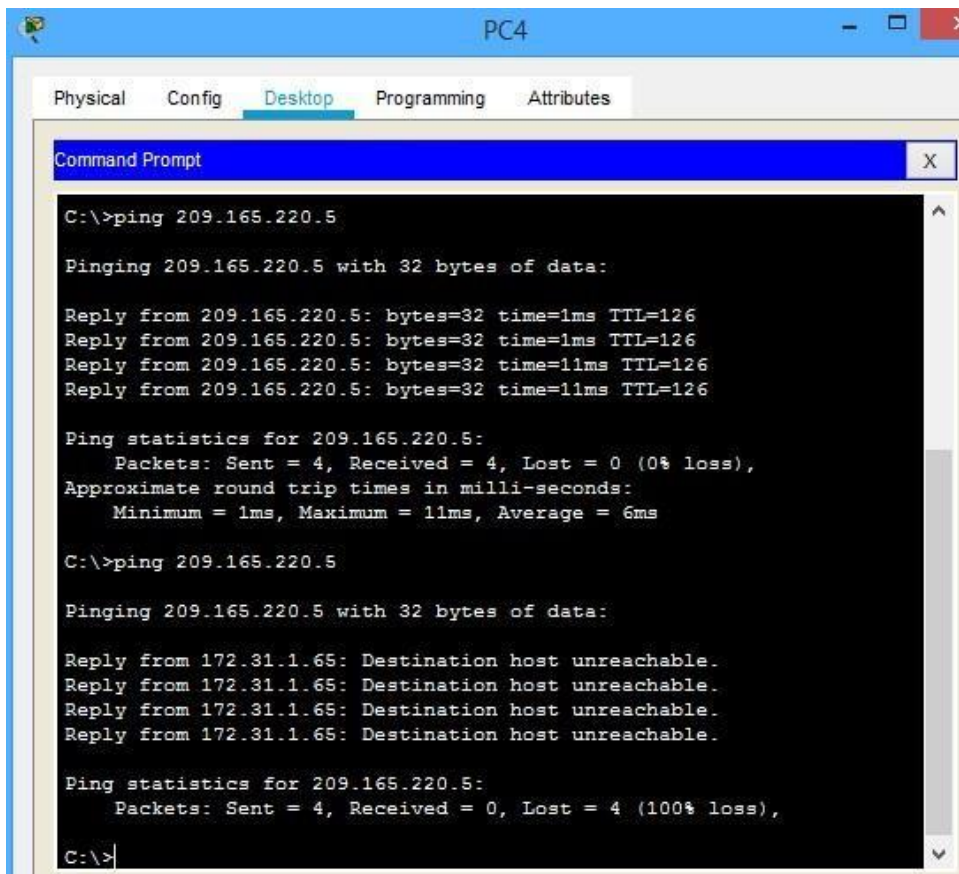 PC4
Physical Config Desktop Programming Attributes
Command Prompt X
C:\>ping 209.165.220.5
Pinging 209.165.220.5 with 32 bytes of data:
Reply from 209.165.220.5: bytes=32 time=1ms TTL=126
Reply from 209.165.220.5: bytes=32 time=1ms TTL=126
Reply from 209.165.220.5: bytes=32 time=11ms TTL=126
Reply from 209.165.220.5: bytes=32 time=11ms TTL=126
Ping statistics for 209.165.220.5:
Packets: Sent = 4, Received = 4, Lost = 0 (0% loss),
Approximate round trip times in milli-seconds:
Minimum = 1ms, Maximum = 11ms, Average = 6ms
C:\>ping 209.165.220.5
Pinging 209.165.220.5 with 32 bytes of data:
Reply from 172.31.1.65: Destination host unreachable.
Reply from 172.31.1.65: Destination host unreachable.
Reply from 172.31.1.65: Destination host unreachable.
Reply from 172.31.1.65: Destination host unreachable.
Ping statistics for 209.165.220.5:
Packets: Sent = 4, Received = 0, Lost = 4 (100% loss),
C:\>